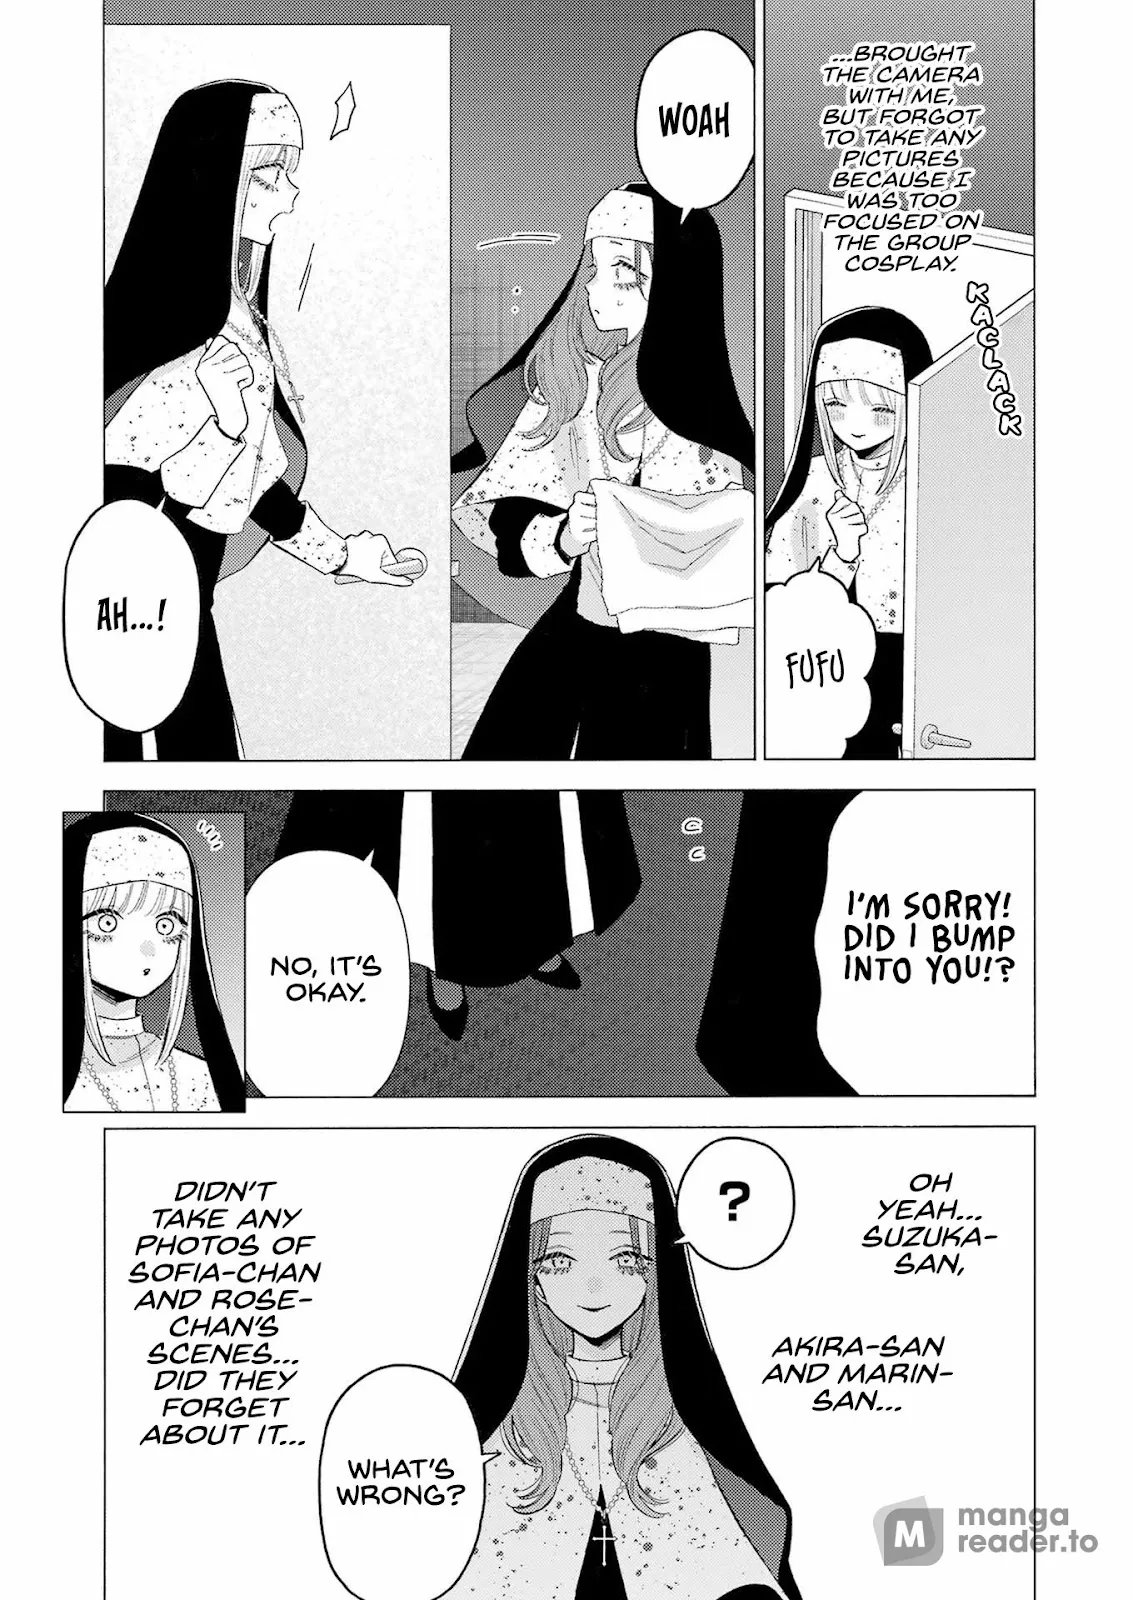 ...BROUGHT
THE CAMERA
WITH ME,
BUT FORGOT
TO TAKE ANY
PICTURES
BECAUSE I
WAS TOO
FOCUSED ON
THE GROUP
COSPLAY.
KACLACK
FUFU
WOAH
AH...!
I'M SORRY!
DID I BUMP
INTO YOU!?
NO, IT'S
OKAY.
OH
YEAH...
SUZUKA-
SAN,
AKIRA-SAN
AND MARIN-
SAN...
?
WHAT'S
WRONG?
DIDN'T
TAKE ANY
PHOTOS OF
SOFIA-CHAN
AND ROSE-
CHAN'S
SCENES...
DID THEY
FORGET
ABOUT IT...
M
manga
reader.to